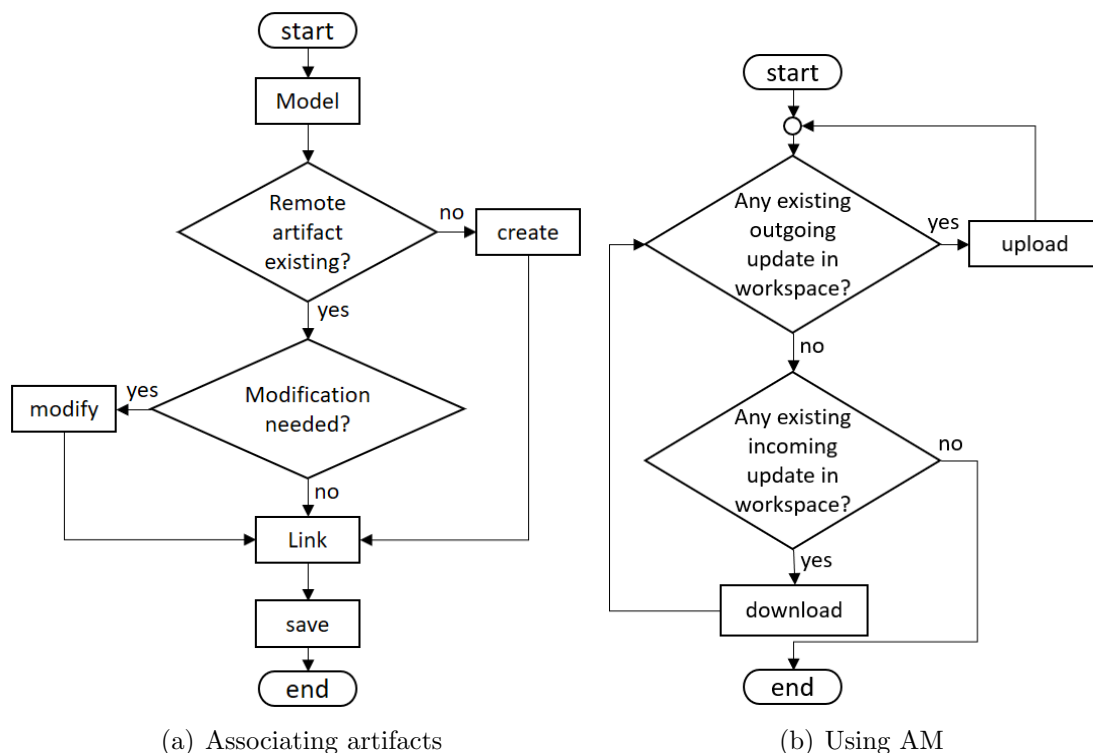 start
Model
Remote
artifact
existing?
no
create
yes
Modification
needed?
yes
modify
no
Link
save
end
(a) Associating artifacts
start
Any existing
outgoing
update in
workspace?
yes
upload
no
Any existing
incoming
update in
workspace?
no
yes
download
end
(b) Using AM